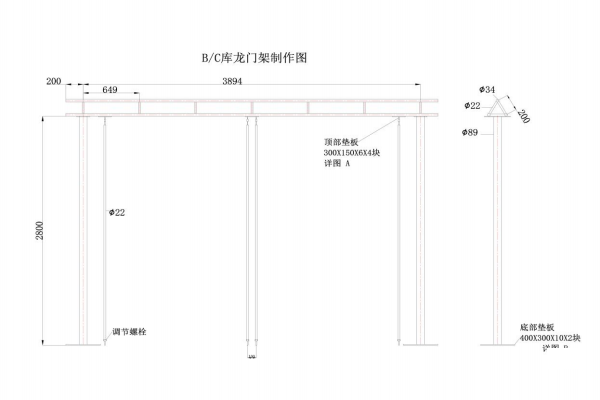 B/C库龙门架制作图
200
3894
649
ϕ34
ϕ22
200
ϕ89
顶部垫板
300X150X6X4块
详图 A
ϕ22
2800
调节螺栓
底部垫板
400X300X10X2块